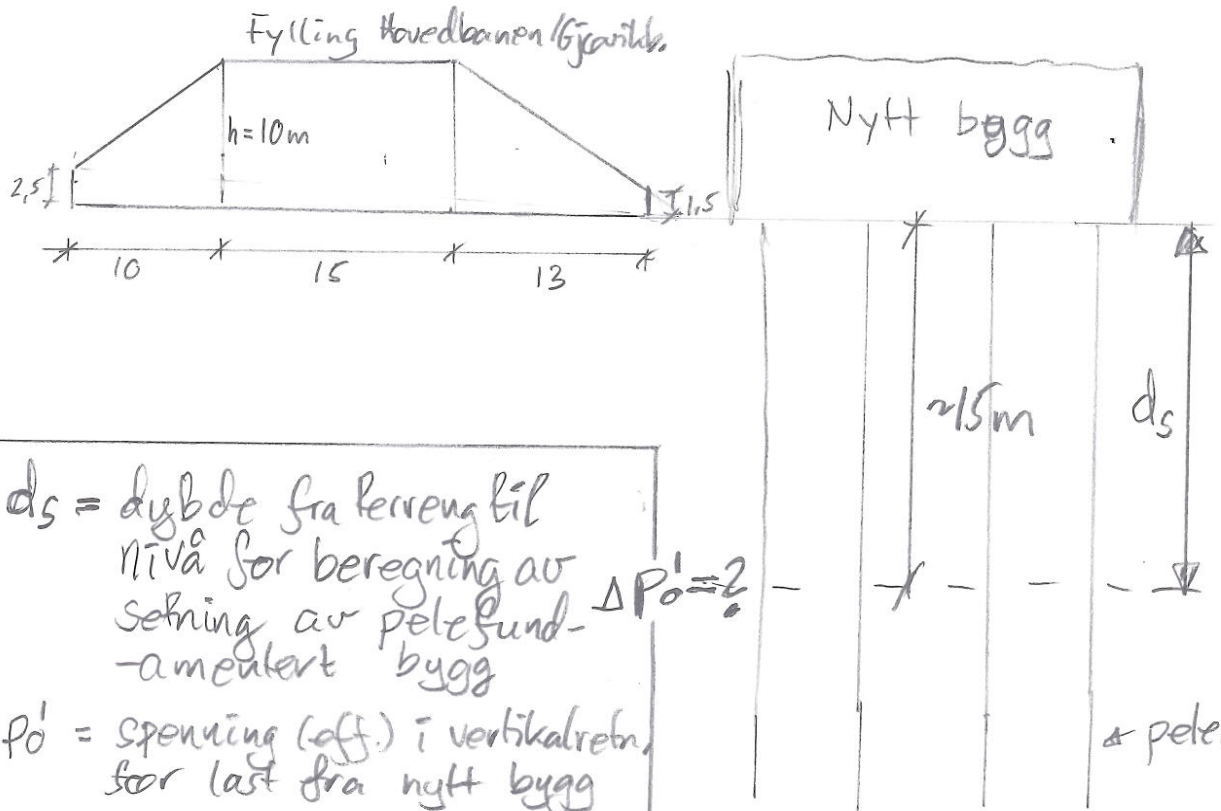 Fylling Hovedbanen/Gjøvikb.
h=10m
2,5
1,5
10
15
13
Nytt bygg
~15m
ds
ds = dybde fra terreng til
nivå for beregning av
setning av pelefund-
-amentert bygg
ΔPo'=?
Po' = spenning (eff.) i vertikalretn.
før last fra nytt bygg
pele